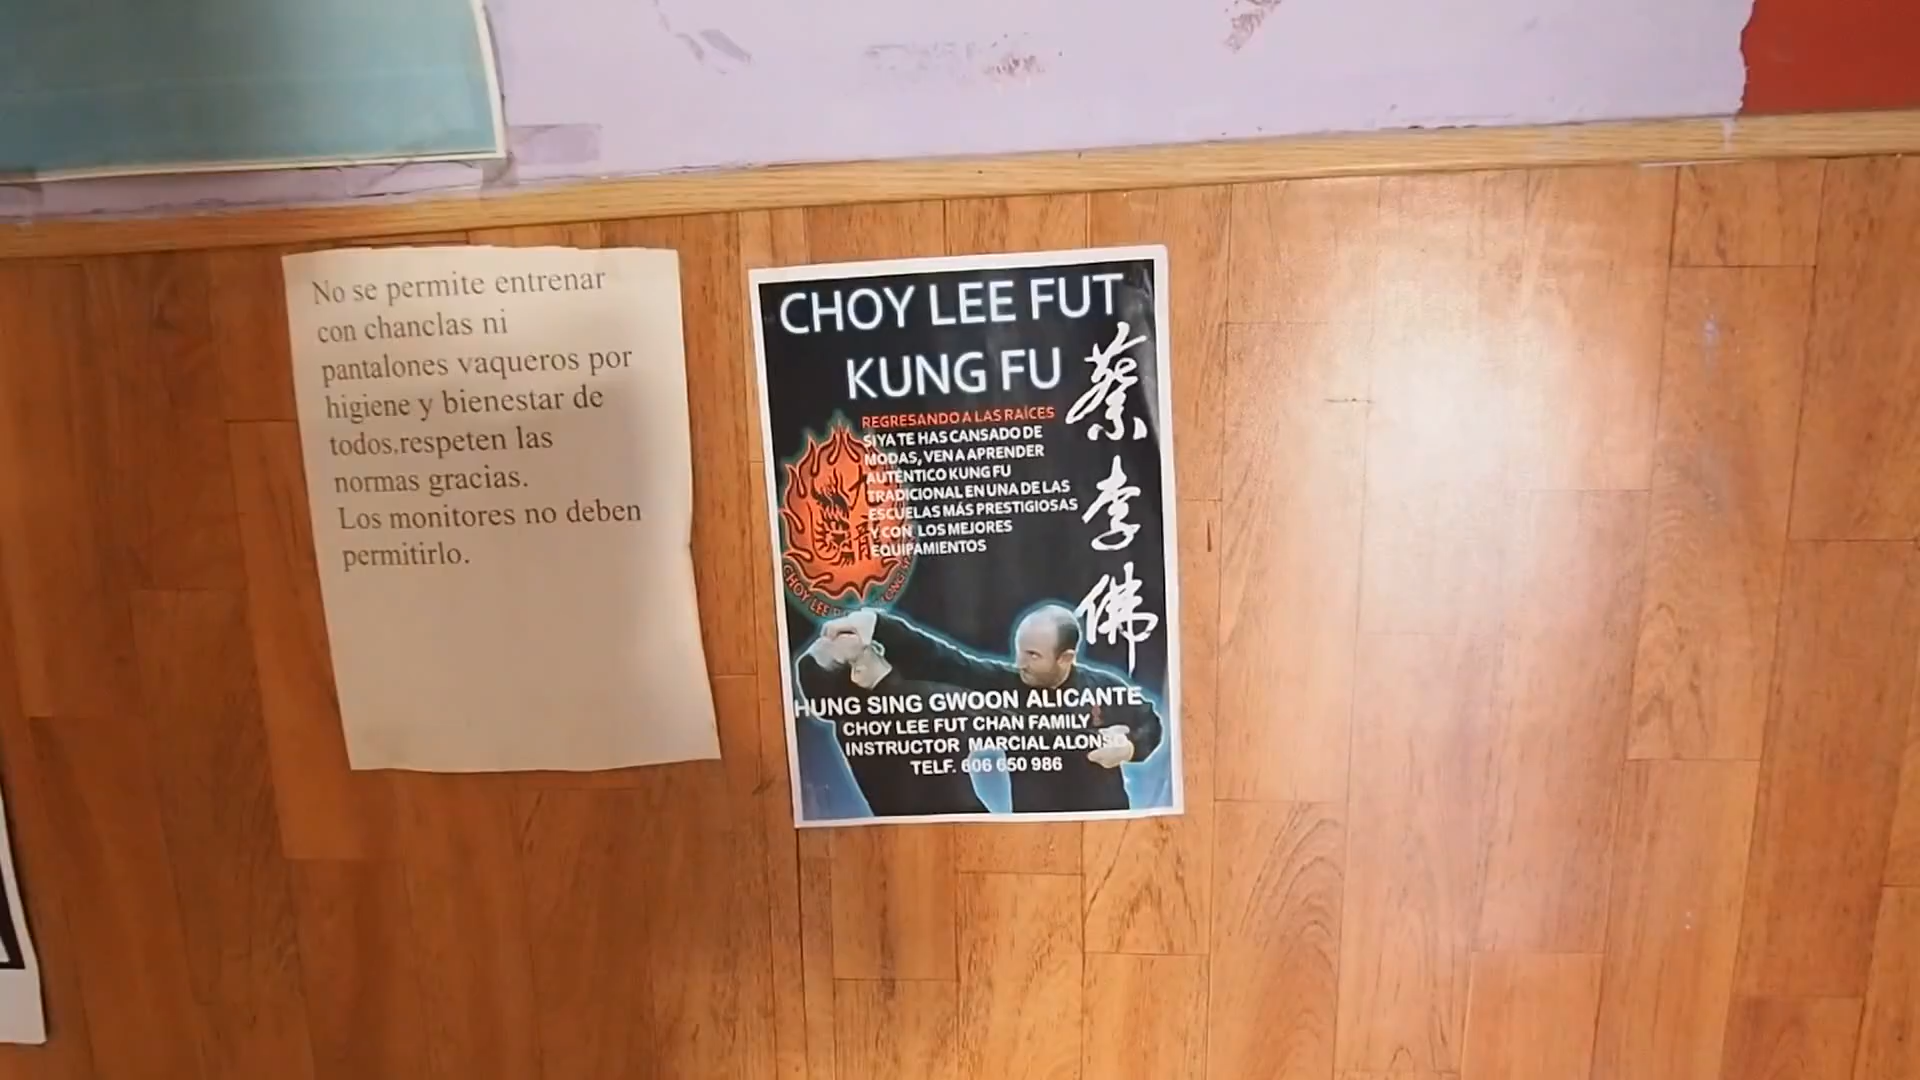 No se permite entrenar
con chanclas ni
pantalones vaqueros por
higiene y bienestar de
todos,respeten las
normas gracias.
Los monitores no deben
permitirlo.
CHOY LEE FUT
KUNG FU
蔡李佛
REGRESANDO A LAS RAÍCES
SI YA TE HAS CANSADO DE
MODAS, VEN A APRENDER
AUTÉNTICO KUNG FU
TRADICIONAL EN UNA DE LAS
ESCUELAS MÁS PRESTIGIOSAS
Y CON LOS MEJORES
EQUIPAMIENTOS
CHOY LEE
HUNG SING GWOON ALICANTE
CHOY LEE FUT CHAN FAMILY
INSTRUCTOR MARCIAL ALONSO
TELF. 606 650 986